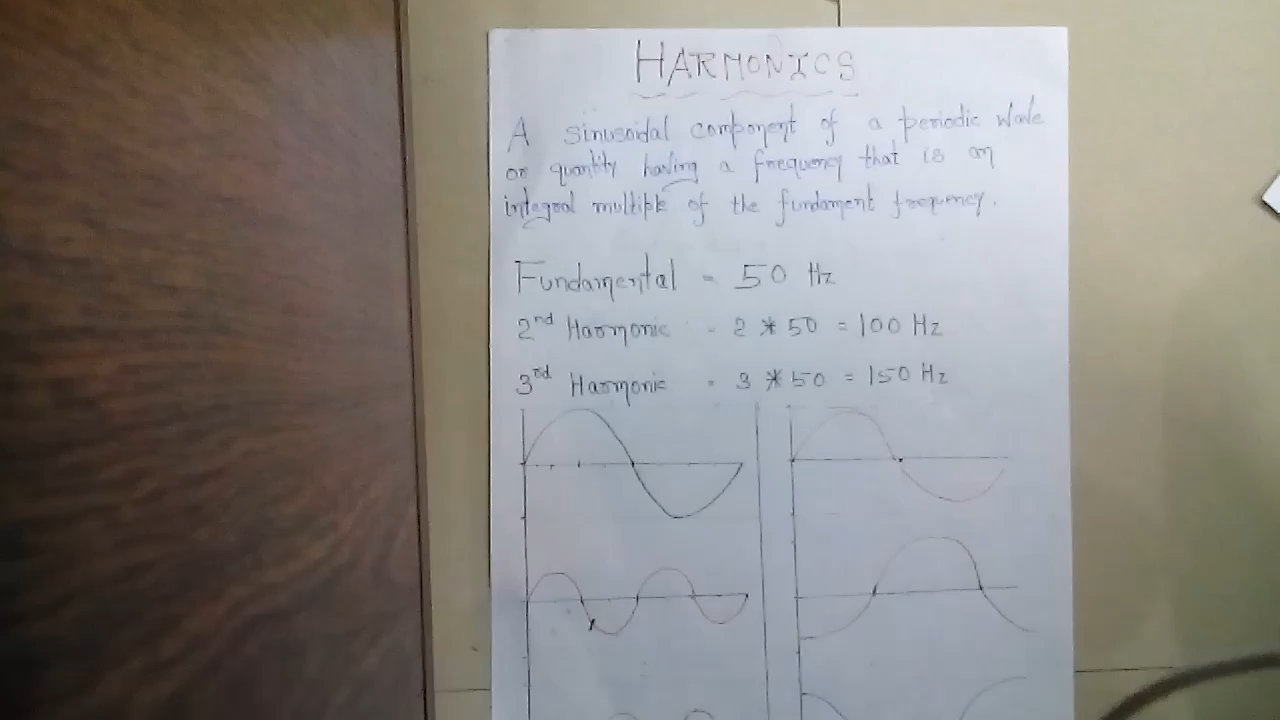 HARMONICS
A sinusoidal component of a periodic wave
or quantity having a frequency that is an
integral multiple of the fundament frequency.
Fundamental = 50 Hz
2nd Harmonic = 2 * 50 = 100 Hz
3rd Harmonic = 3 * 50 = 150 Hz